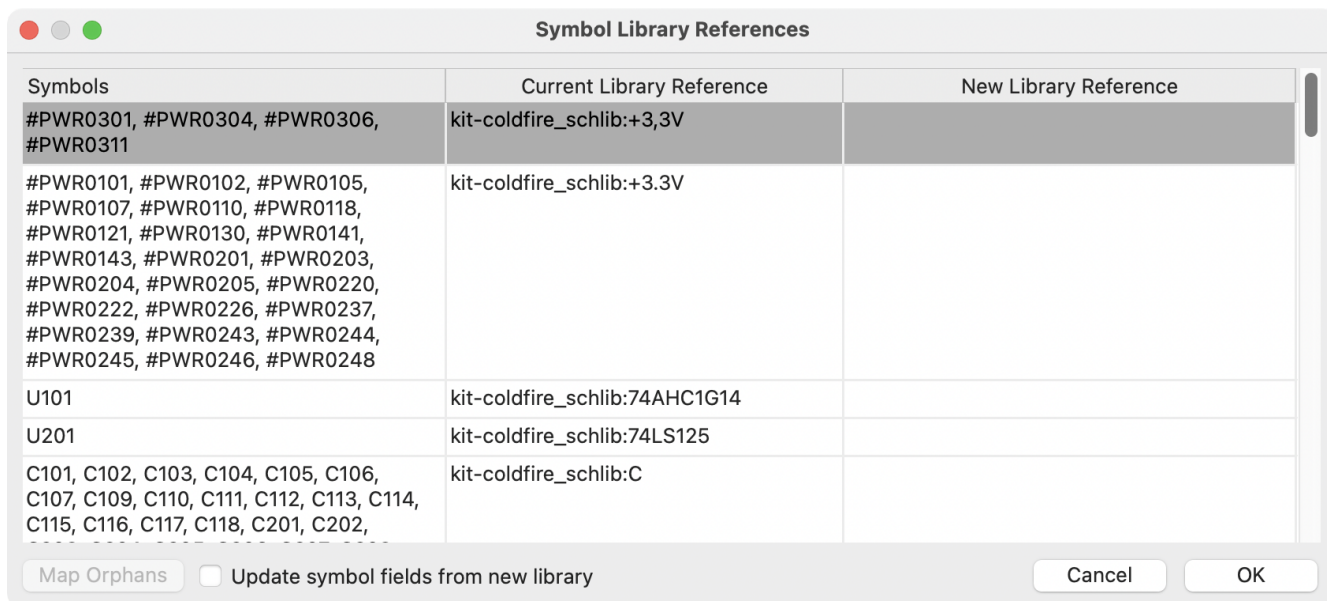 Symbol Library References
Symbols
Current Library Reference
New Library Reference
#PWR0301, #PWR0304, #PWR0306,
#PWR0311
kit-coldfire_schlib:+3,3V
#PWR0101, #PWR0102, #PWR0105,
#PWR0107, #PWR0110, #PWR0118,
#PWR0121, #PWR0130, #PWR0141,
#PWR0143, #PWR0201, #PWR0203,
#PWR0204, #PWR0205, #PWR0220,
#PWR0222, #PWR0226, #PWR0237,
#PWR0239, #PWR0243, #PWR0244,
#PWR0245, #PWR0246, #PWR0248
kit-coldfire_schlib:+3.3V
U101
kit-coldfire_schlib:74AHC1G14
U201
kit-coldfire_schlib:74LS125
C101, C102, C103, C104, C105, C106,
C107, C109, C110, C111, C112, C113, C114,
C115, C116, C117, C118, C201, C202,
kit-coldfire_schlib:C
Map Orphans
Update symbol fields from new library
Cancel
OK